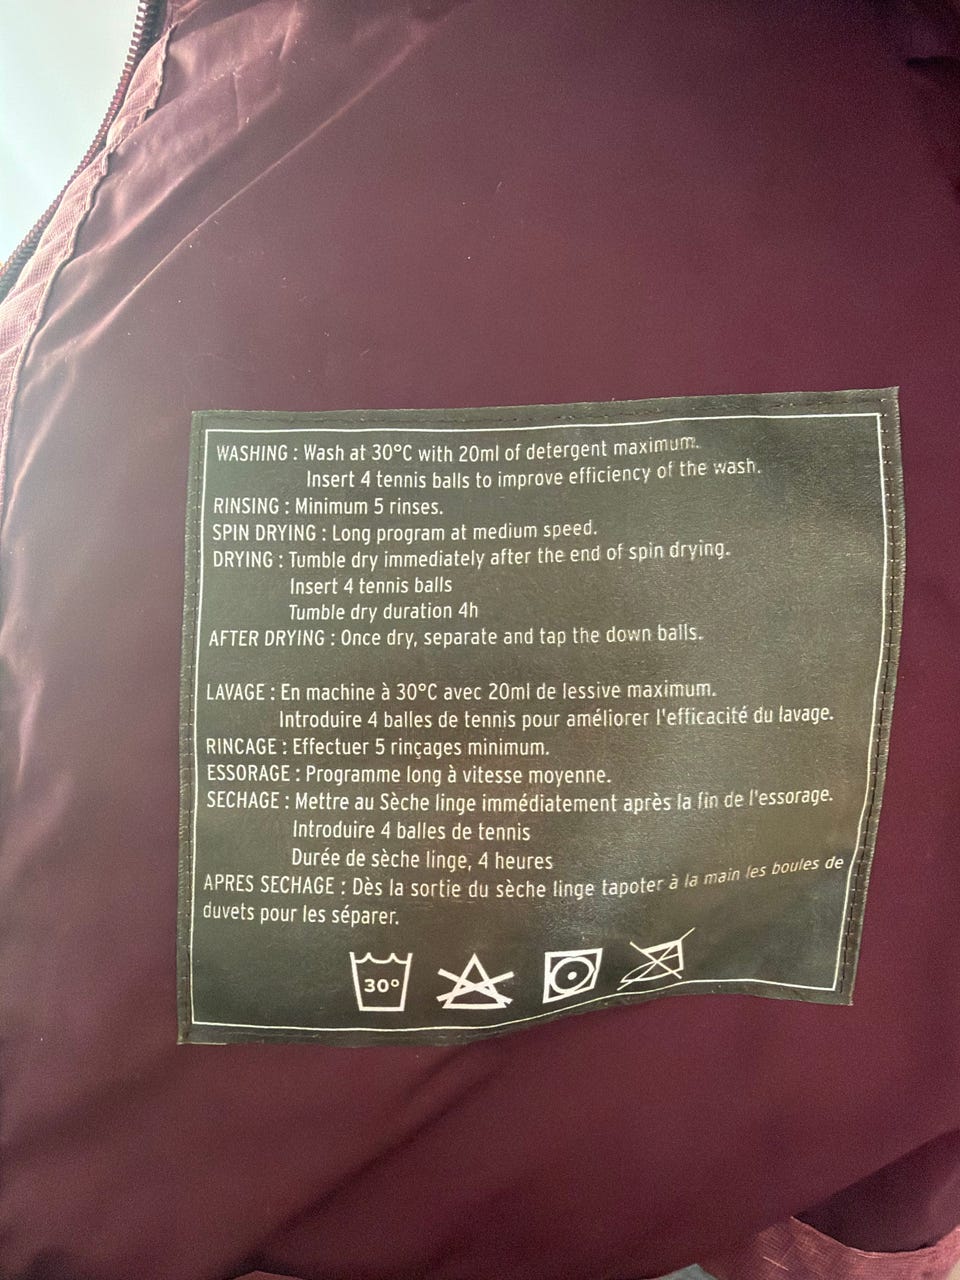 WASHING : Wash at 30°C with 20ml of detergent maximum.
Insert 4 tennis balls to improve efficiency of the wash.
RINSING : Minimum 5 rinses.
SPIN DRYING : Long program at medium speed.
DRYING : Tumble dry immediately after the end of spin drying.
Insert 4 tennis balls
Tumble dry duration 4h
AFTER DRYING : Once dry, separate and tap the down balls.
LAVAGE : En machine à 30°C avec 20ml de lessive maximum.
Introduire 4 balles de tennis pour améliorer l'efficacité du lavage.
RINCAGE : Effectuer 5 rinçages minimum.
ESSORAGE : Programme long à vitesse moyenne.
SECHAGE : Mettre au Sèche linge immédiatement après la fin de l'essorage.
Introduire 4 balles de tennis
Durée de sèche linge, 4 heures
APRES SECHAGE : Dès la sortie du sèche linge tapoter à la main les boules de
duvets pour les séparer.
30°